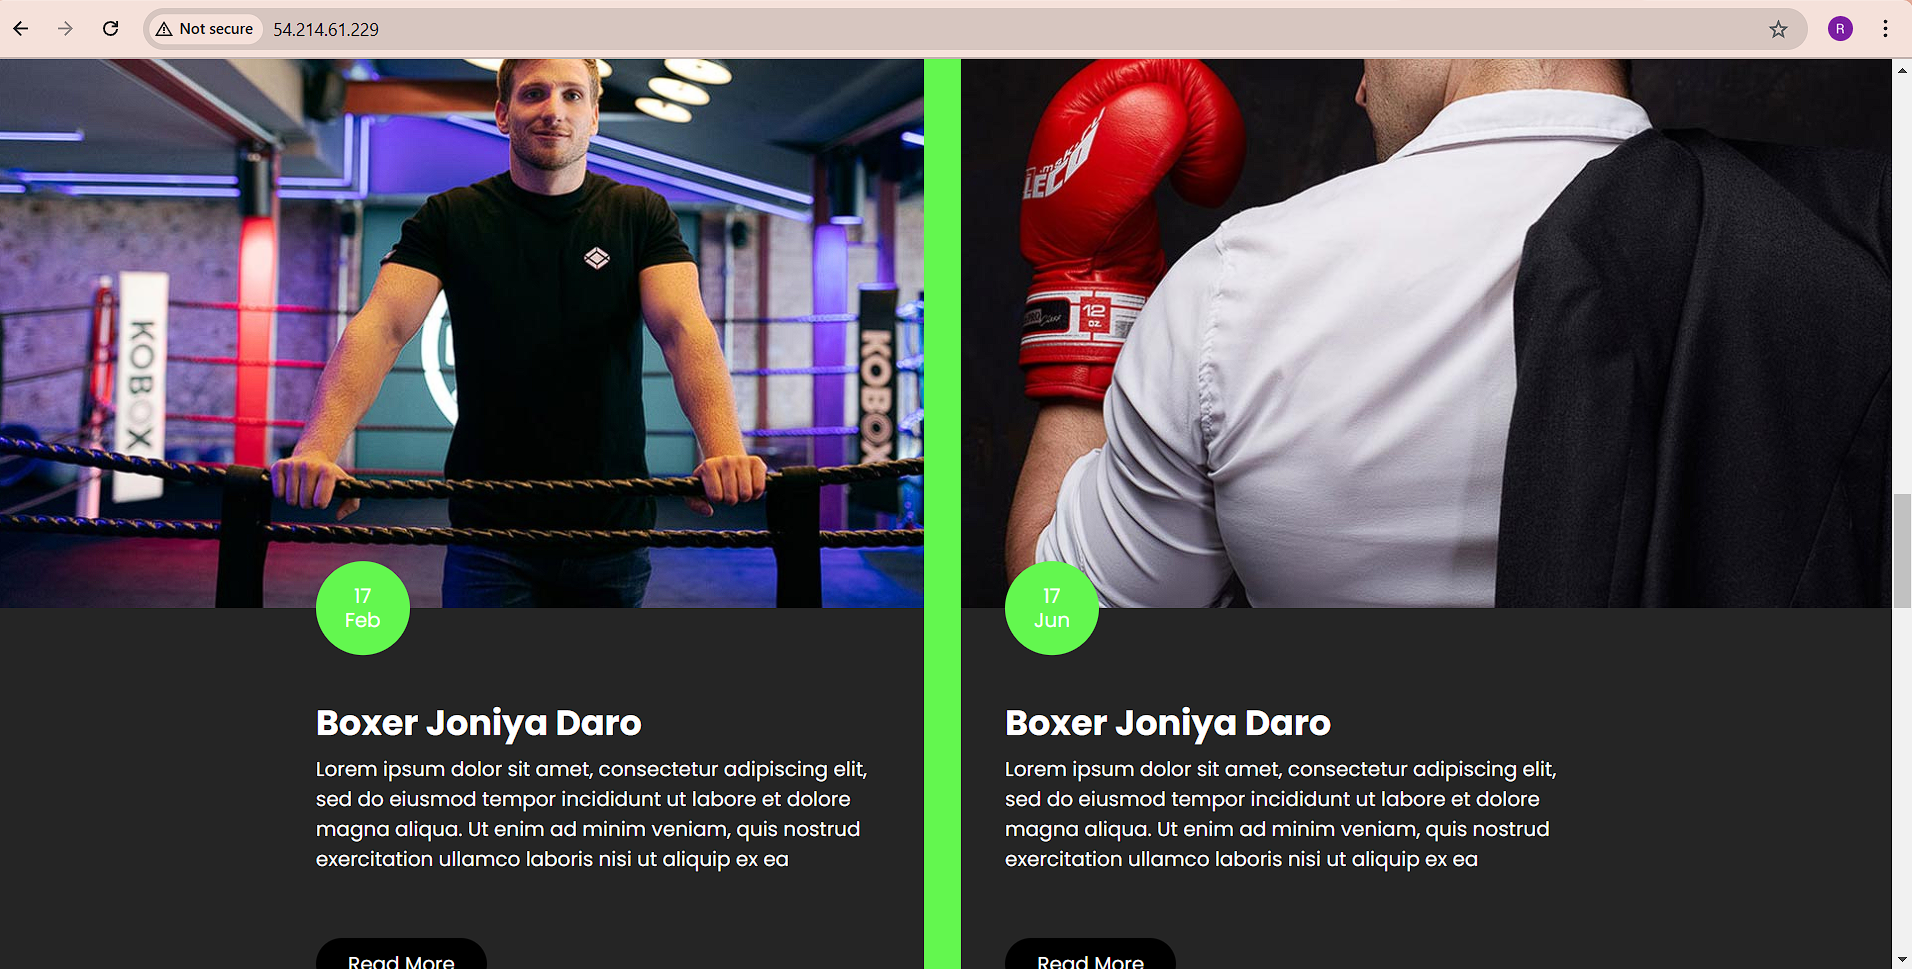 Not secure
54.214.61.229
R
KOBOX
KOBOX
LECO
12
OZ.
17
Feb
17
Jun
Boxer Joniya Daro
Lorem ipsum dolor sit amet, consectetur adipiscing elit,
sed do eiusmod tempor incididunt ut labore et dolore
magna aliqua. Ut enim ad minim veniam, quis nostrud
exercitation ullamco laboris nisi ut aliquip ex ea
Read More
Boxer Joniya Daro
Lorem ipsum dolor sit amet, consectetur adipiscing elit,
sed do eiusmod tempor incididunt ut labore et dolore
magna aliqua. Ut enim ad minim veniam, quis nostrud
exercitation ullamco laboris nisi ut aliquip ex ea
Read More